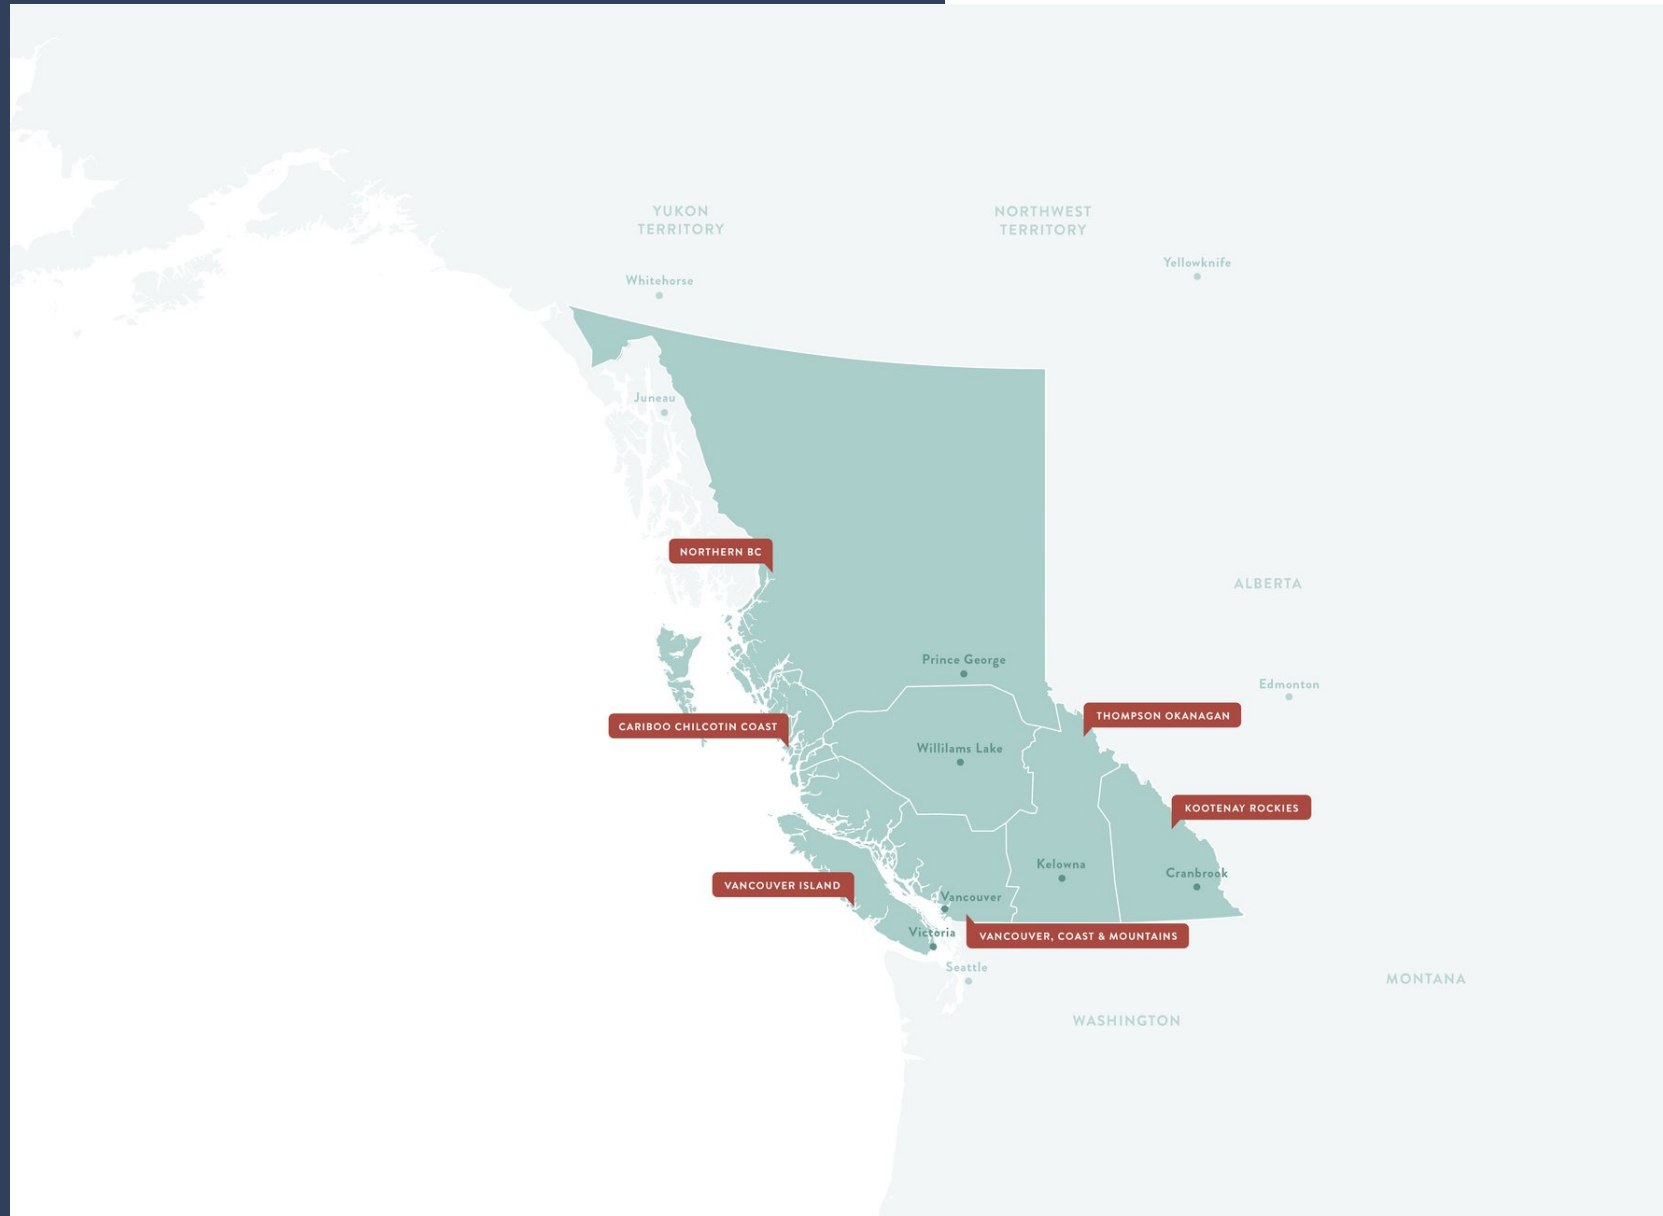 YUKON
TERRITORY
NORTHWEST
TERRITORY
Yellowknife
Whitehorse
Juneau
NORTHERN BC
ALBERTA
Prince George
Edmonton
THOMPSON OKANAGAN
CARIBOO CHILCOTIN COAST
Willilams Lake
KOOTENAY ROCKIES
Kelowna
Cranbrook
VANCOUVER ISLAND
Vancouver
Victoria
VANCOUVER, COAST & MOUNTAINS
Seattle
MONTANA
WASHINGTON